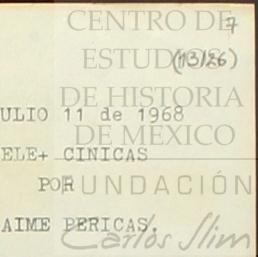 7
CENTRO DE
ESTUDIOS
(13/26)
DE HISTORIA
ULIO 11 de 1968
DE MÉXICO
ELE+ CINICAS
POR
FUNDACIÓN
AIME PERICAS.
Carlos Slim